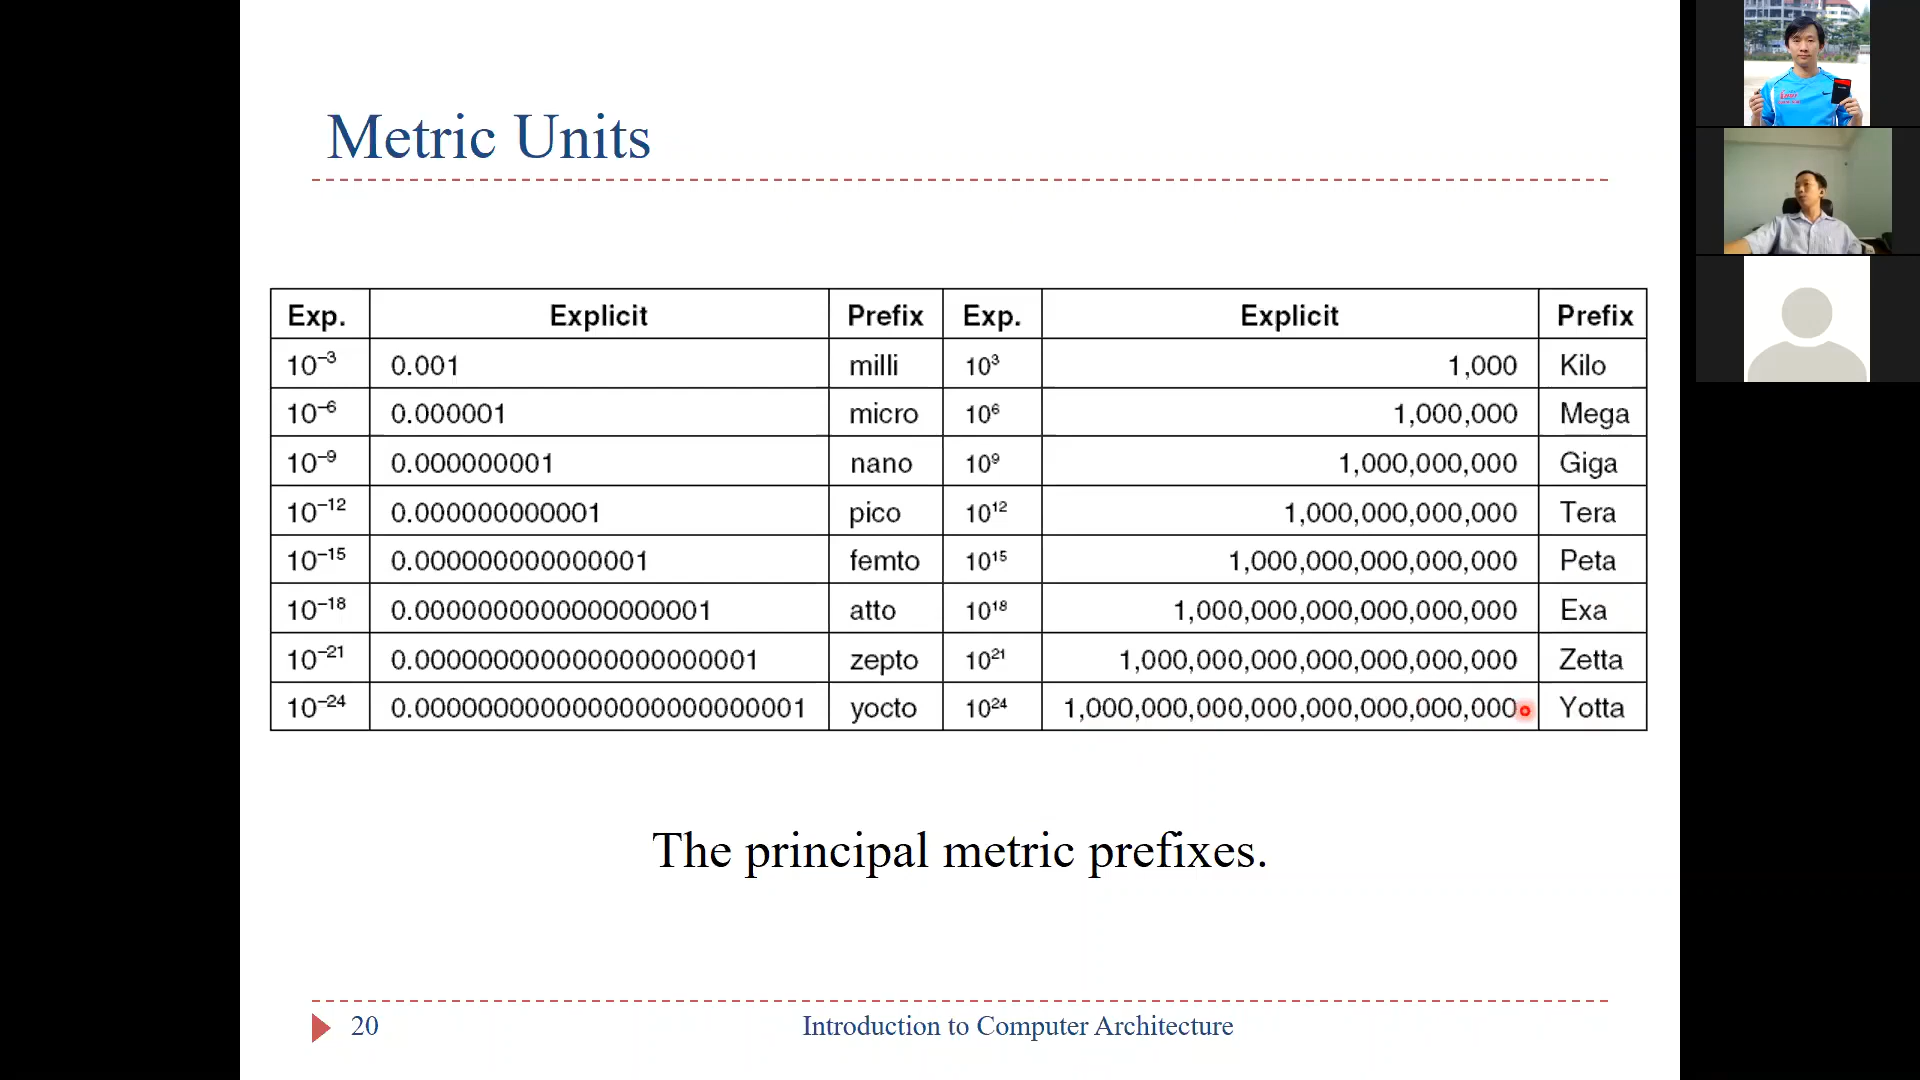 Metric Units
Exp. Explicit Prefix Exp. Explicit Prefix
10⁻³ 0.001 milli 10³ 1,000 Kilo
10⁻⁶ 0.000001 micro 10⁶ 1,000,000 Mega
10⁻⁹ 0.000000001 nano 10⁹ 1,000,000,000 Giga
10⁻¹² 0.000000000001 pico 10¹² 1,000,000,000,000 Tera
10⁻¹⁵ 0.000000000000001 femto 10¹⁵ 1,000,000,000,000,000 Peta
10⁻¹⁸ 0.0000000000000000001 atto 10¹⁸ 1,000,000,000,000,000,000 Exa
10⁻²¹ 0.0000000000000000000001 zepto 10²¹ 1,000,000,000,000,000,000,000 Zetta
10⁻²⁴ 0.0000000000000000000000001 yocto 10²⁴ 1,000,000,000,000,000,000,000,000 Yotta
The principal metric prefixes.
20 Introduction to Computer Architecture